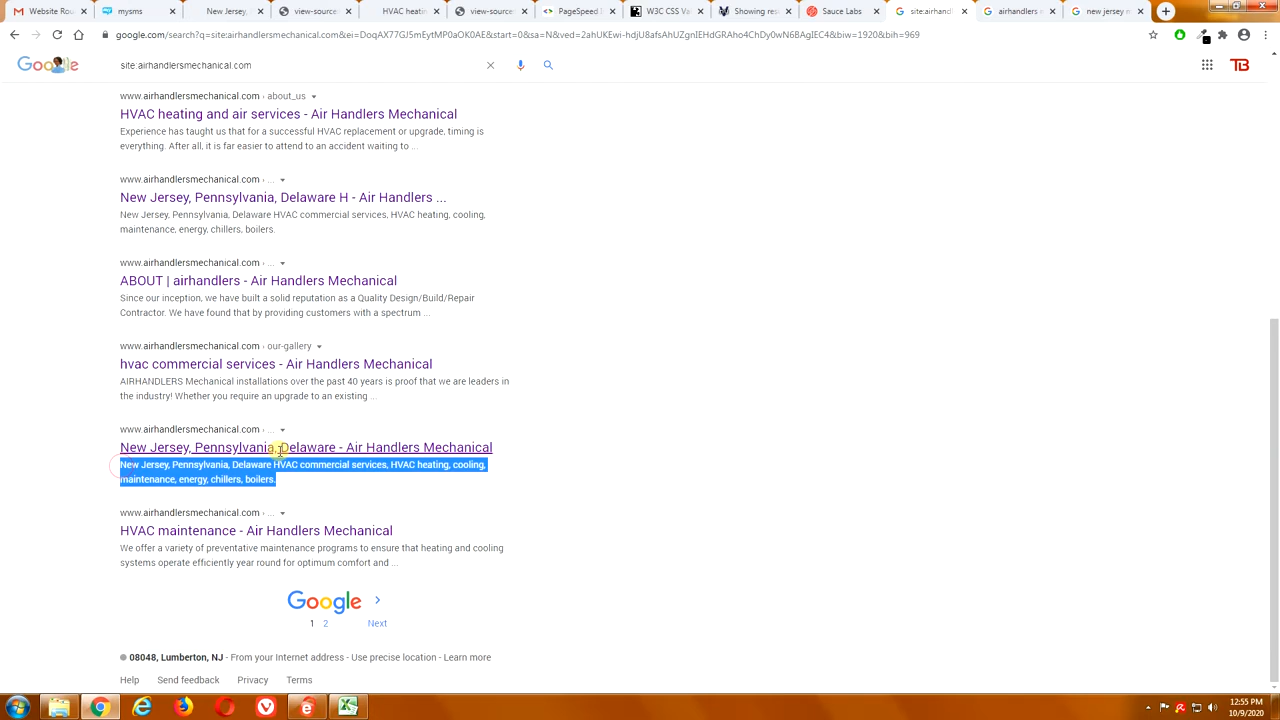 Website Rou
mysms
New Jersey,
view-source
HVAC heatin
view-source
PageSpeed I
W3C CSS Val
Showing resu
Sauce Labs
site:airhandl
airhandlers m
new jersey m
google.com/search?q=site:airhandlersmechanical.com&ei=DoqAX77GJ5mEytMP0aOK0AE&start=0&sa=N&ved=2ahUKEwi-hdjU8afsAhUZgnIEHdGRAho4ChDy0wN6BAgIEC4&biw=1920&bih=969
Google
site:airhandlersmechanical.com
TB
www.airhandlersmechanical.com › about_us
HVAC heating and air services - Air Handlers Mechanical
Experience has taught us that for a successful HVAC replacement or upgrade, timing is
everything. After all, it is far easier to attend to an accident waiting to ...
www.airhandlersmechanical.com › ...
New Jersey, Pennsylvania, Delaware H - Air Handlers ...
New Jersey, Pennsylvania, Delaware HVAC commercial services, HVAC heating, cooling,
maintenance, energy, chillers, boilers.
www.airhandlersmechanical.com › ...
ABOUT | airhandlers - Air Handlers Mechanical
Since our inception, we have built a solid reputation as a Quality Design/Build/Repair
Contractor. We have found that by providing customers with a spectrum ...
www.airhandlersmechanical.com › our-gallery
hvac commercial services - Air Handlers Mechanical
AIRHANDLERS Mechanical installations over the past 40 years is proof that we are leaders in
the industry! Whether you require an upgrade to an existing ...
www.airhandlersmechanical.com › ...
New Jersey, Pennsylvania, Delaware - Air Handlers Mechanical
New Jersey, Pennsylvania, Delaware HVAC commercial services, HVAC heating, cooling,
maintenance, energy, chillers, boilers.
www.airhandlersmechanical.com › ...
HVAC maintenance - Air Handlers Mechanical
We offer a variety of preventative maintenance programs to ensure that heating and cooling
systems operate efficiently year round for optimum comfort and ...
Google
1 2 Next
08048, Lumberton, NJ - From your Internet address - Use precise location - Learn more
Help Send feedback Privacy Terms
12:55 PM
10/9/2020